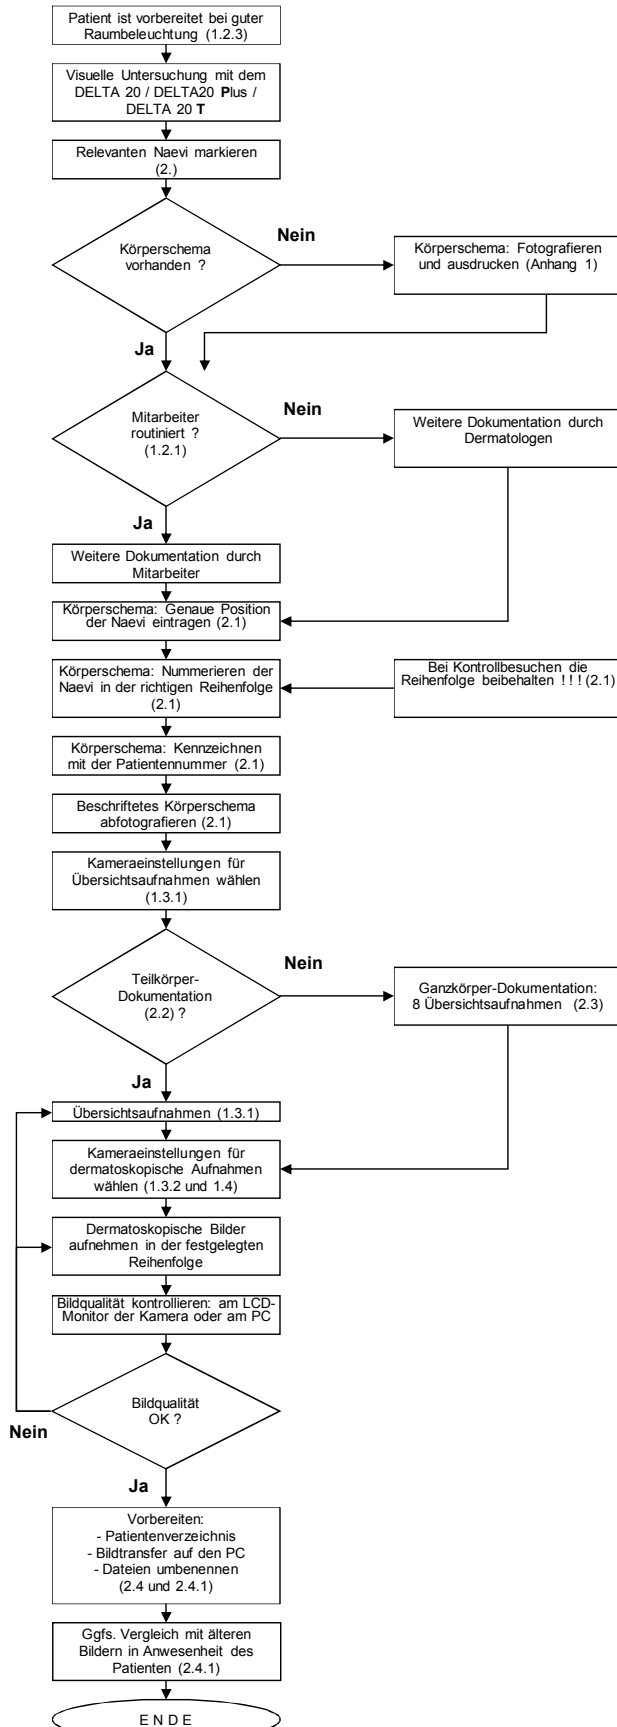 Patient ist vorbereitet bei guter
Raumbeleuchtung (1.2.3)
Visuelle Untersuchung mit dem
DELTA 20 / DELTA20 Plus /
DELTA 20 T
Relevanten Naevi markieren
(2.)
Körperschema
vorhanden ?
Nein
Körperschema: Fotografieren
und ausdrucken (Anhang 1)
Ja
Mitarbeiter
routiniert ?
(1.2.1)
Nein
Weitere Dokumentation durch
Dermatologen
Ja
Weitere Dokumentation durch
Mitarbeiter
Körperschema: Genaue Position
der Naevi eintragen (2.1)
Körperschema: Nummerieren der
Naevi in der richtigen Reihenfolge
(2.1)
Bei Kontrollbesuchen die
Reihenfolge beibehalten ! ! ! (2.1)
Körperschema: Kennzeichnen
mit der Patientennummer (2.1)
Beschriftetes Körperschema
abfotografieren (2.1)
Kameraeinstellungen für
Übersichtsaufnahmen wählen
(1.3.1)
Teilkörper-
Dokumentation
(2.2) ?
Nein
Ganzkörper-Dokumentation:
8 Übersichtsaufnahmen (2.3)
Ja
Übersichtsaufnahmen (1.3.1)
Kameraeinstellungen für
dermatoskopische Aufnahmen
wählen (1.3.2 und 1.4)
Dermatoskopische Bilder
aufnehmen in der festgelegten
Reihenfolge
Bildqualität kontrollieren: am LCD-
Monitor der Kamera oder am PC
Bildqualität
OK ?
Nein
Ja
Vorbereiten:
- Patientenverzeichnis
- Bildtransfer auf den PC
- Dateien umbenennen
(2.4 und 2.4.1)
Ggfs. Vergleich mit älteren
Bildern in Anwesenheit des
Patienten (2.4.1)
E N D E